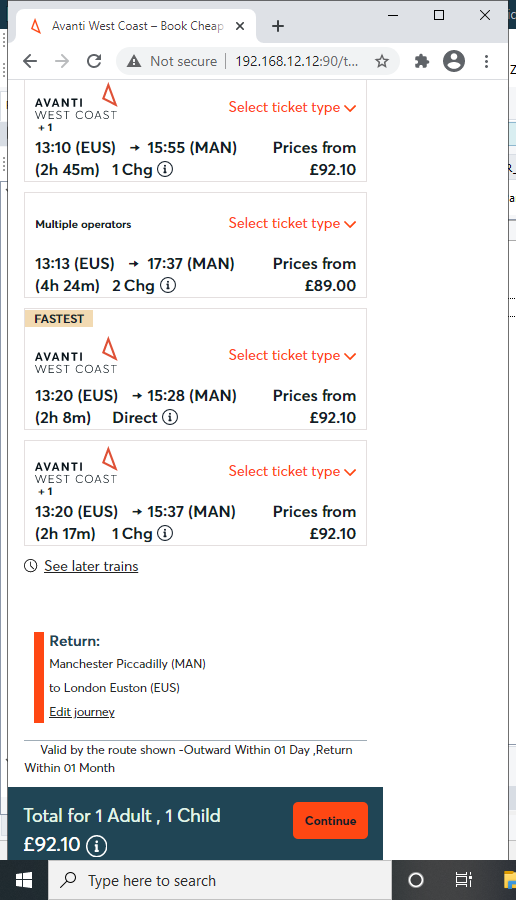 Avanti West Coast – Book Cheap
Not secure | 192.168.12.12:90/t...
AVANTI
WEST COAST
+ 1
Select ticket type
13:10 (EUS) → 15:55 (MAN) Prices from
(2h 45m) 1 Chg £92.10
Multiple operators
Select ticket type
13:13 (EUS) → 17:37 (MAN) Prices from
(4h 24m) 2 Chg £89.00
FASTEST
AVANTI
WEST COAST
Select ticket type
13:20 (EUS) → 15:28 (MAN) Prices from
(2h 8m) Direct £92.10
AVANTI
WEST COAST
+ 1
Select ticket type
13:20 (EUS) → 15:37 (MAN) Prices from
(2h 17m) 1 Chg £92.10
See later trains
Return:
Manchester Piccadilly (MAN)
to London Euston (EUS)
Edit journey
Valid by the route shown -Outward Within 01 Day ,Return
Within 01 Month
Total for 1 Adult , 1 Child
£92.10
Continue
Type here to search